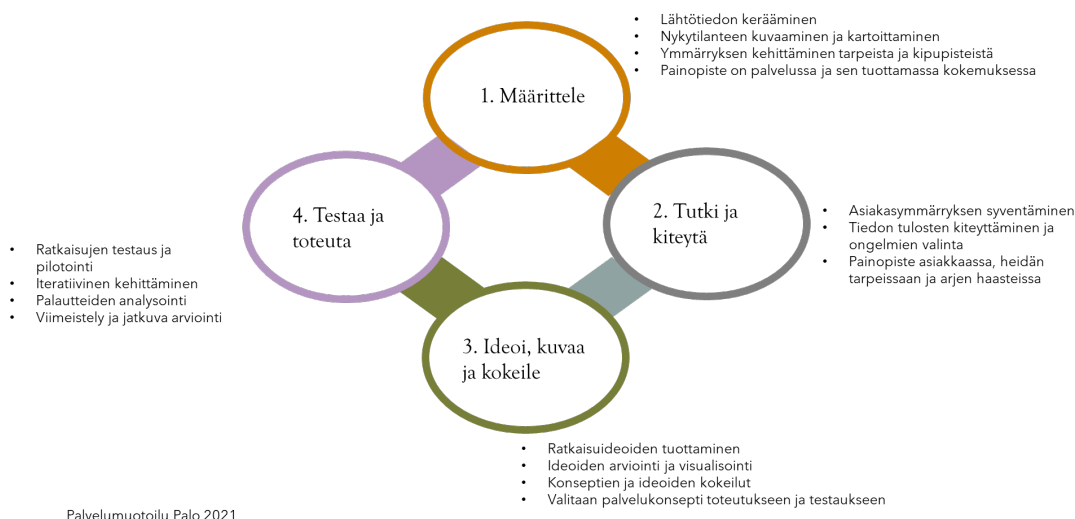 • Lähtötiedon kerääminen
• Nykytilanteen kuvaaminen ja kartoittaminen
• Ymmärryksen kehittäminen tarpeista ja kipupisteistä
• Painopiste on palvelussa ja sen tuottamassa kokemuksessa
1. Määrittele
2. Tutki ja
kiteytä
• Asiakasymmärryksen syventäminen
• Tiedon tulosten kiteyttäminen ja
ongelmien valinta
• Painopiste asiakkaassa, heidän
tarpeissaan ja arjen haasteissa
3. Ideoi, kuvaa
ja kokeile
• Ratkaisuideoiden tuottaminen
• Ideoiden arviointi ja visualisointi
• Konseptien ja ideoiden kokeilut
• Valitaan palvelukonsepti toteutukseen ja testaukseen
4. Testaa ja
toteuta
• Ratkaisujen testaus ja
pilotointi
• Iteratiivinen kehittäminen
• Palautteiden analysointi
• Viimeistely ja jatkuva arviointi
Palvelumuotoilu Palo 2021